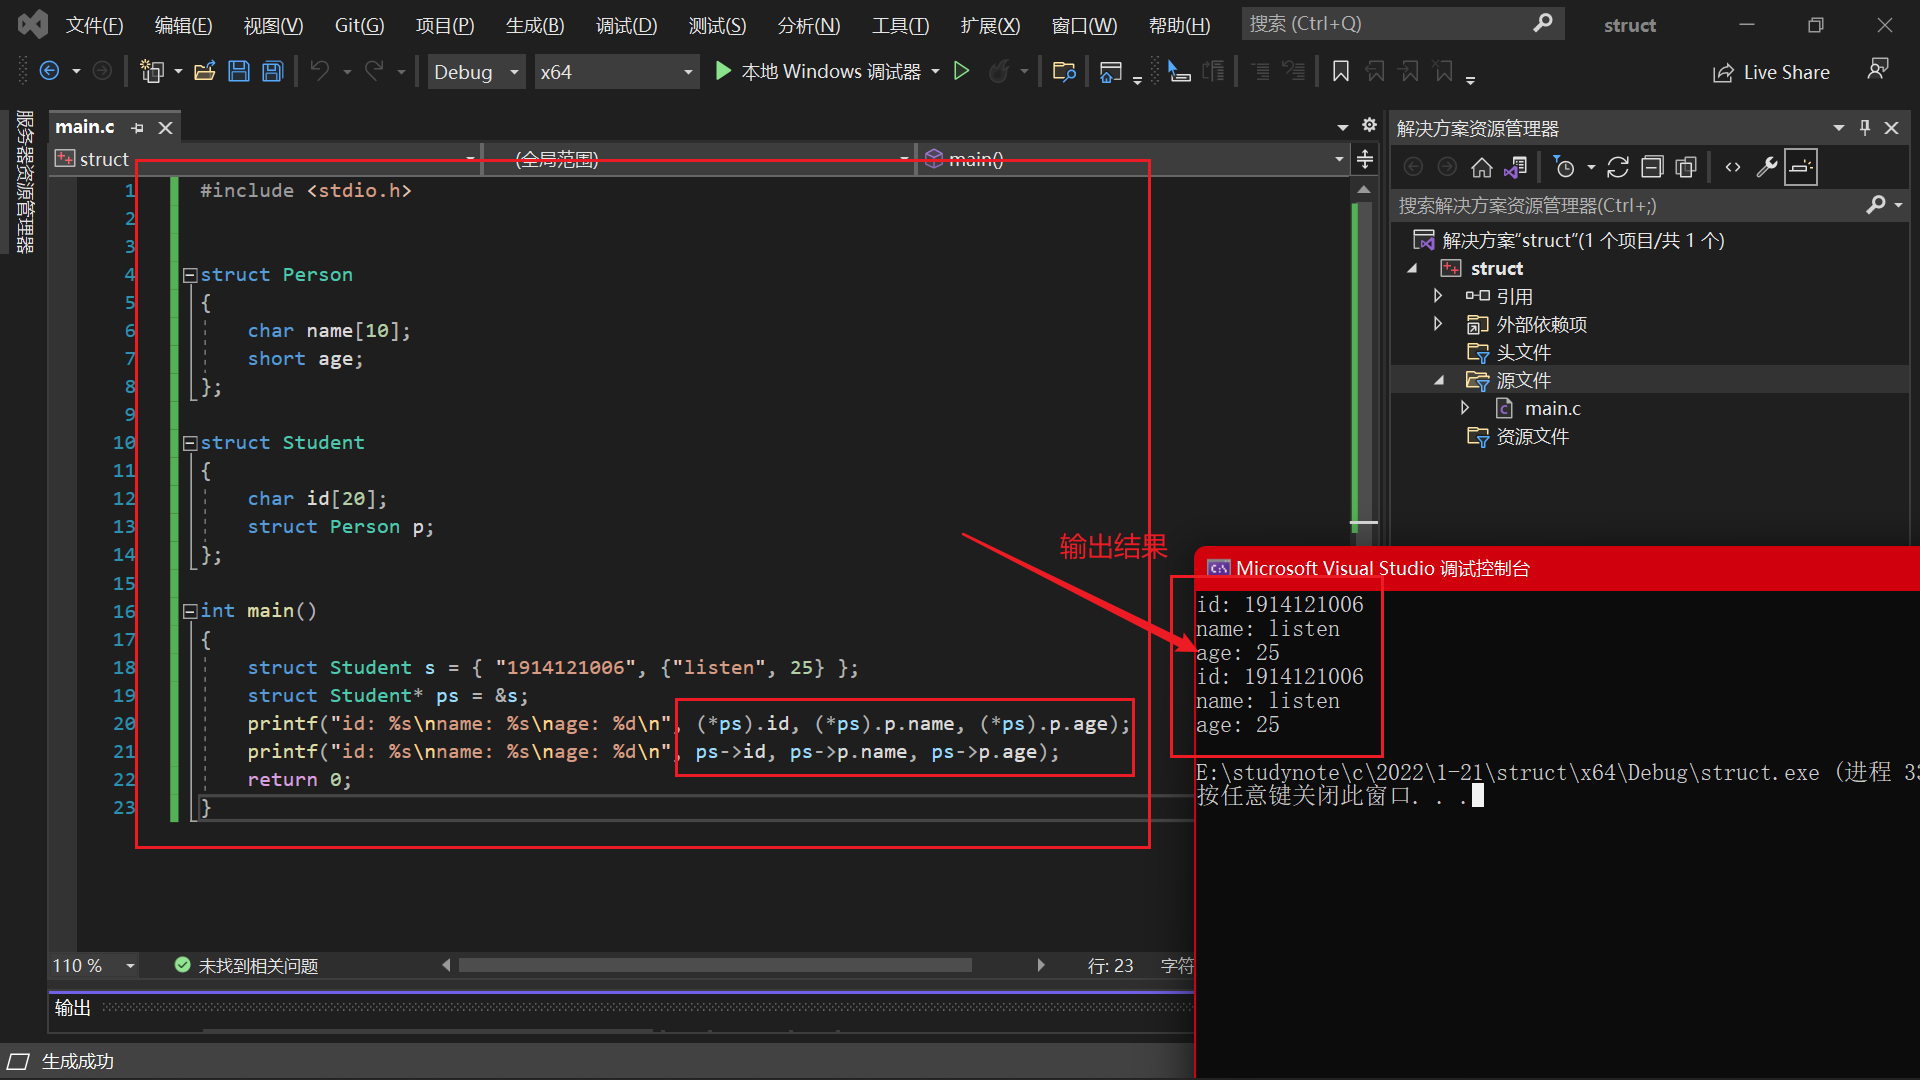 文件(F) 编辑(E) 视图(V) Git(G) 项目(P) 生成(B) 调试(D) 测试(S) 分析(N) 工具(T) 扩展(X) 窗口(W) 帮助(H) 搜索 (Ctrl+Q) struct
Debug x64 本地 Windows 调试器 Live Share
服务器资源管理器
main.c
struct (全局范围) main()
1 #include <stdio.h>
2
3
4 struct Person
5 {
6 char name[10];
7 short age;
8 };
9
10 struct Student
11 {
12 char id[20];
13 struct Person p;
14 };
15
16 int main()
17 {
18 struct Student s = { "1914121006", {"listen", 25} };
19 struct Student* ps = &s;
20 printf("id: %s\nname: %s\nage: %d\n", (*ps).id, (*ps).p.name, (*ps).p.age);
21 printf("id: %s\nname: %s\nage: %d\n", ps->id, ps->p.name, ps->p.age);
22 return 0;
23 }
110 % 未找到相关问题 行: 23 字符
输出
生成成功
解决方案资源管理器
搜索解决方案资源管理器(Ctrl+;)
解决方案“struct”(1 个项目/共 1 个)
struct
引用
外部依赖项
头文件
源文件
main.c
资源文件
输出结果
Microsoft Visual Studio 调试控制台
id: 1914121006
name: listen
age: 25
id: 1914121006
name: listen
age: 25
E:\studynote\c\2022\1-21\struct\x64\Debug\struct.exe (进程 33
按任意键关闭此窗口. . .